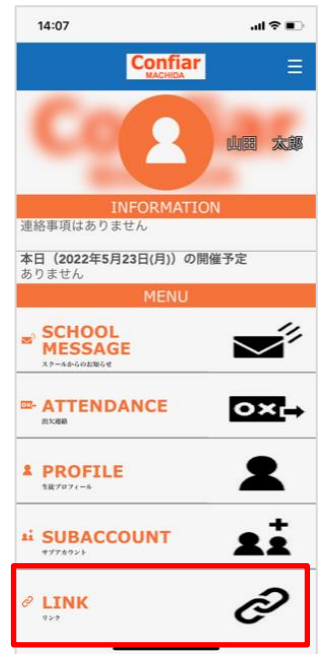 14:07
Confiar
MACHIDA
山田 太郎
INFORMATION
連絡事項はありません
本日（2022年5月23日(月)）の開催予定
ありません
MENU
SCHOOL
MESSAGE
スクールからのお知らせ
ATTENDANCE
出欠連絡
PROFILE
生徒プロフィール
SUBACCOUNT
サブアカウント
LINK
リンク